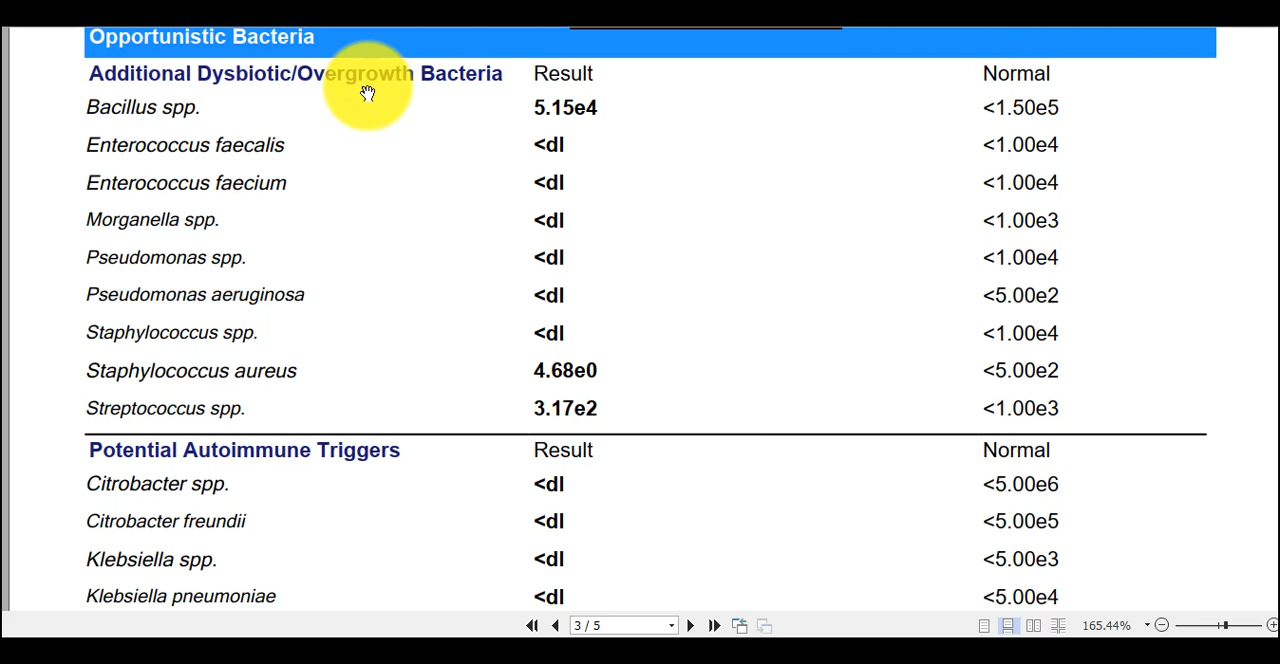 Opportunistic Bacteria
Additional Dysbiotic/Overgrowth Bacteria Result Normal
Bacillus spp. 5.15e4 <1.50e5
Enterococcus faecalis <dl <1.00e4
Enterococcus faecium <dl <1.00e4
Morganella spp. <dl <1.00e3
Pseudomonas spp. <dl <1.00e4
Pseudomonas aeruginosa <dl <5.00e2
Staphylococcus spp. <dl <1.00e4
Staphylococcus aureus 4.68e0 <5.00e2
Streptococcus spp. 3.17e2 <1.00e3
Potential Autoimmune Triggers Result Normal
Citrobacter spp. <dl <5.00e6
Citrobacter freundii <dl <5.00e5
Klebsiella spp. <dl <5.00e3
Klebsiella pneumoniae <dl <5.00e4
3 / 5 165.44%